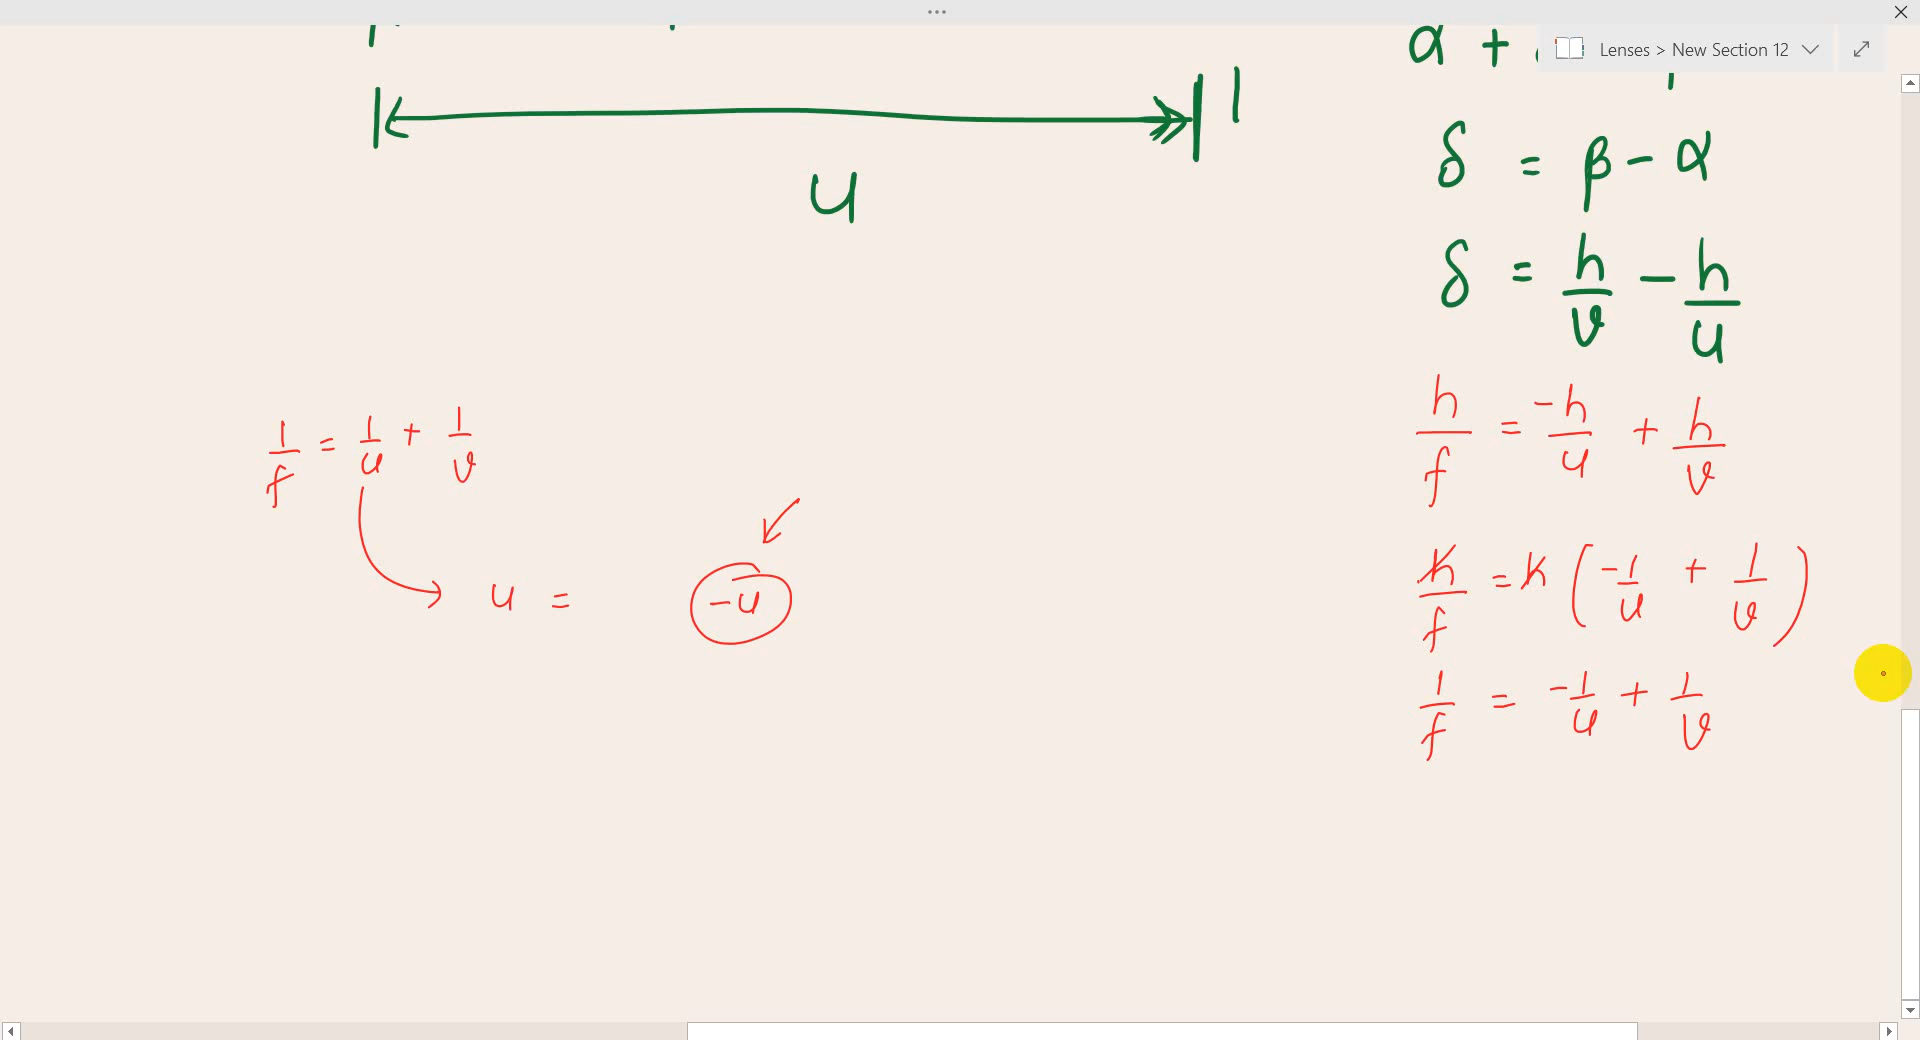 Lenses > New Section 12
α +
u
δ = β - α
δ = h/v - h/u
h/f = -h/u + h/v
1/f = 1/u + 1/v
u = -u
h/f = h (-1/u + 1/v)
1/f = -1/u + 1/v